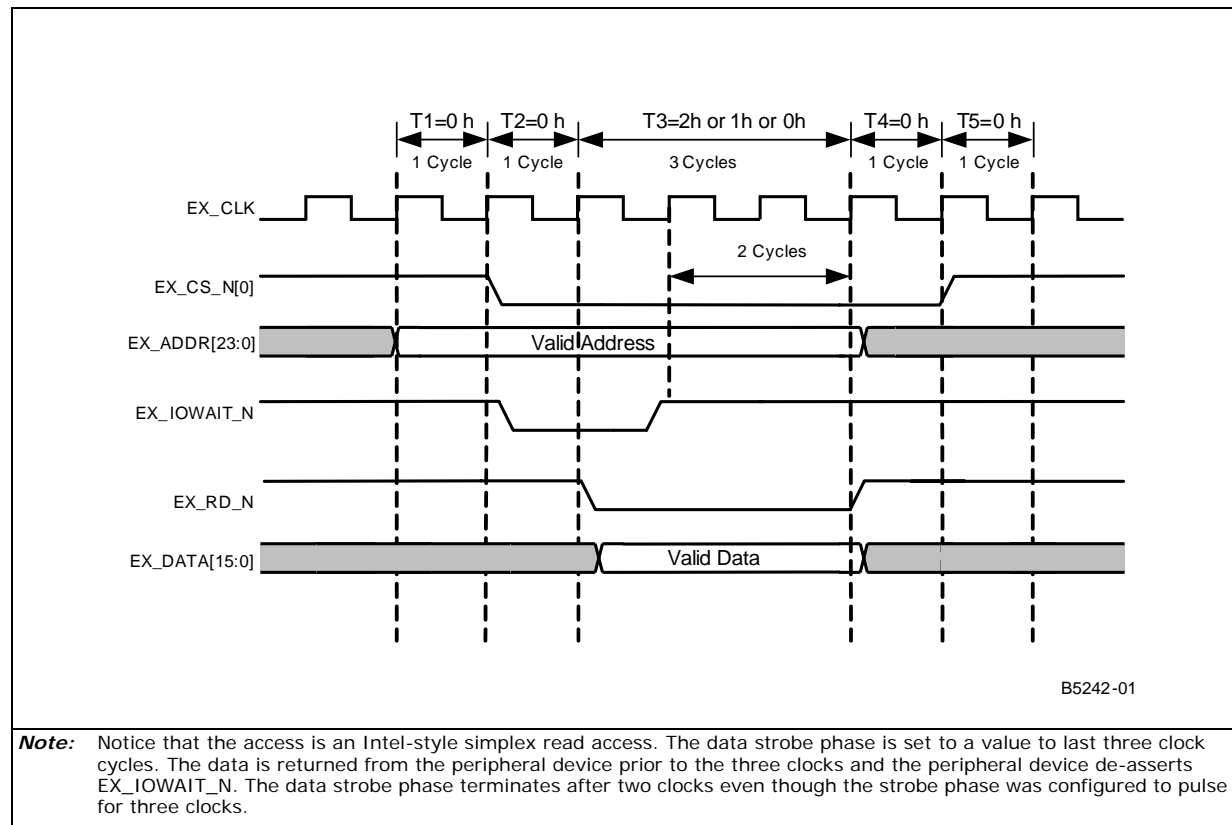 T1=0 h T2=0 h T3=2h or 1h or 0h T4=0 h T5=0 h
1 Cycle 1 Cycle 3 Cycles 1 Cycle 1 Cycle
EX_CLK
2 Cycles
EX_CS_N[0]
EX_ADDR[23:0] Valid Address
EX_IOWAIT_N
EX_RD_N
EX_DATA[15:0] Valid Data
B5242-01
Note: Notice that the access is an Intel-style simplex read access. The data strobe phase is set to a value to last three clock
cycles. The data is returned from the peripheral device prior to the three clocks and the peripheral device de-asserts
EX_IOWAIT_N. The data strobe phase terminates after two clocks even though the strobe phase was configured to pulse
for three clocks.